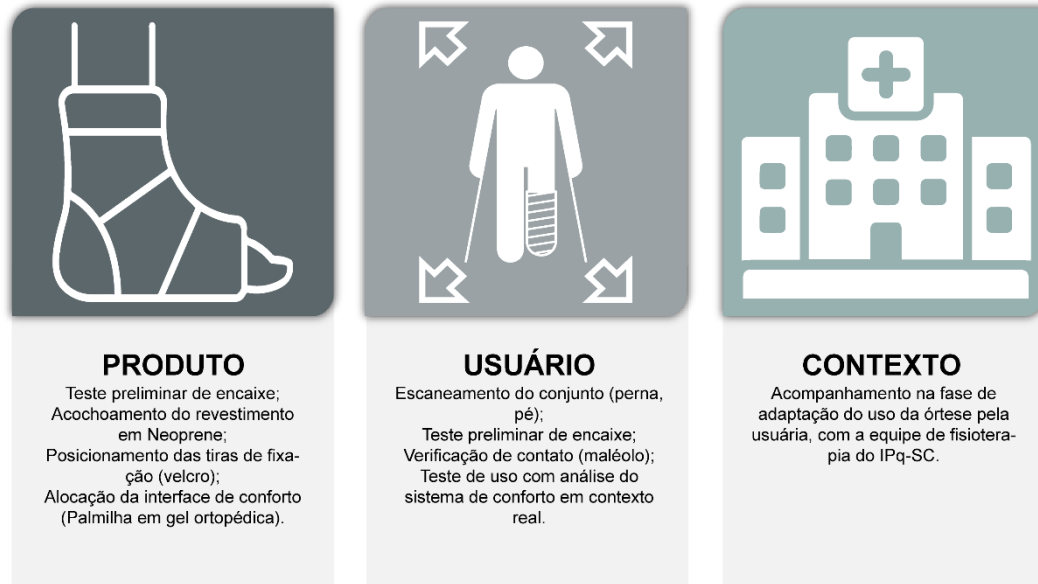 PRODUTO
Teste preliminar de encaixe;
Acochoamento do revestimento
em Neoprene;
Posicionamento das tiras de fixa-
ção (velcro);
Alocação da interface de conforto
(Palmilha em gel ortopédica).
USUÁRIO
Escaneamento do conjunto (perna,
pé);
Teste preliminar de encaixe;
Verificação de contato (maléolo);
Teste de uso com análise do
sistema de conforto em contexto
real.
CONTEXTO
Acompanhamento na fase de
adaptação do uso da órtese pela
usuária, com a equipe de fisiotera-
pia do IPq-SC.